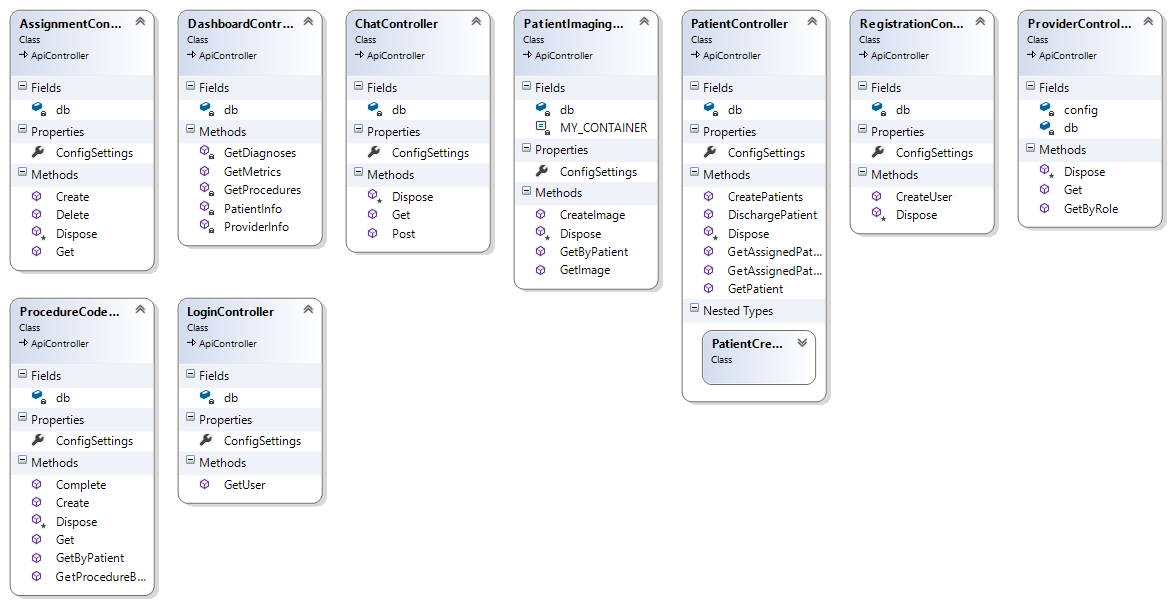 AssignmentCon...
Class
ApiController
Fields
db
Properties
ConfigSettings
Methods
Create
Delete
Dispose
Get
DashboardContr...
Class
ApiController
Fields
db
Methods
GetDiagnoses
GetMetrics
GetProcedures
PatientInfo
ProviderInfo
ChatController
Class
ApiController
Fields
db
Properties
ConfigSettings
Methods
Dispose
Get
Post
PatientImaging...
Class
ApiController
Fields
db
MY_CONTAINER
Properties
ConfigSettings
Methods
CreateImage
Dispose
GetByPatient
GetImage
PatientController
Class
ApiController
Fields
db
Properties
ConfigSettings
Methods
CreatePatients
DischargePatient
Dispose
GetAssignedPat...
GetAssignedPat...
GetPatient
Nested Types
PatientCre...
Class
RegistrationCon...
Class
ApiController
Fields
db
Properties
ConfigSettings
Methods
CreateUser
Dispose
ProviderControl...
Class
ApiController
Fields
config
db
Methods
Dispose
Get
GetByRole
ProcedureCode...
Class
ApiController
Fields
db
Properties
ConfigSettings
Methods
Complete
Create
Dispose
Get
GetByPatient
GetProcedureB...
LoginController
Class
ApiController
Fields
db
Properties
ConfigSettings
Methods
GetUser